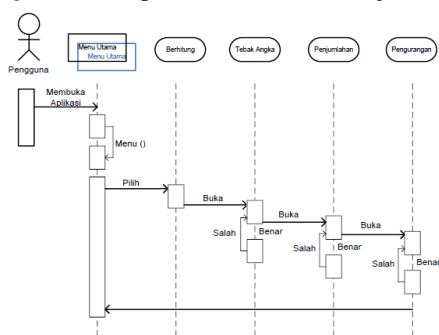 Menu Utama
Menu Utama
Berhitung
Tebak Angka
Penjumlahan
Pengurangan
Pengguna
Membuka
Aplikasi
Menu ()
Pilih
Buka
Buka
Buka
Salah
Benar
Salah
Benar
Salah
Benar